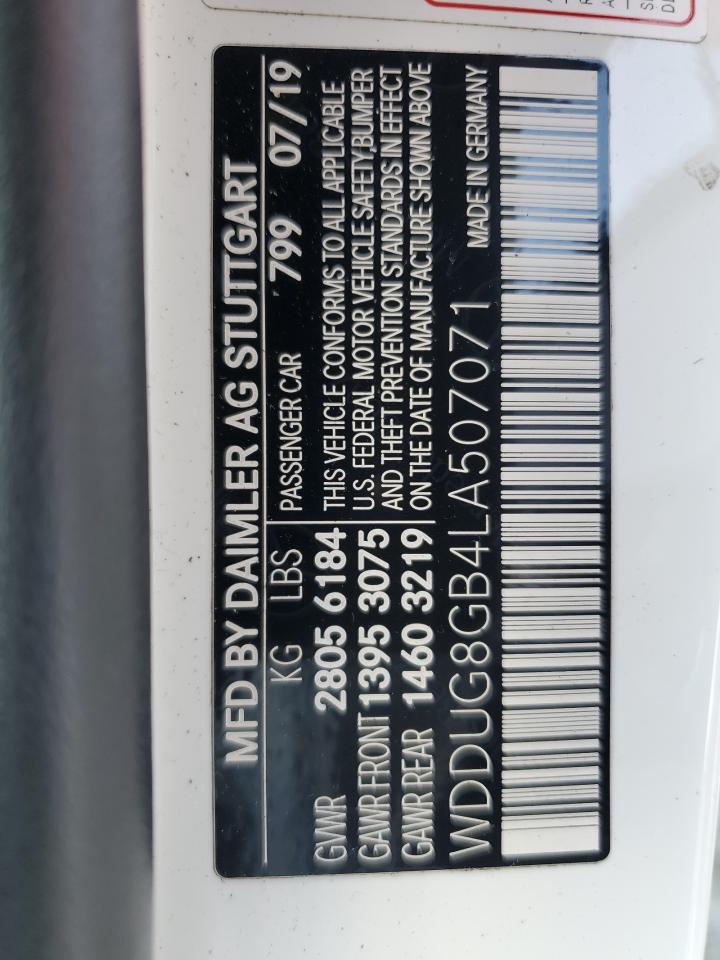 MFD BY DAIMLER AG STUTTGART
KG LBS PASSENGER CAR 799 07/19
GVWR 2805 6184 THIS VEHICLE CONFORMS TO ALL APPLICABLE
GAWR FRONT 1395 3075 U.S. FEDERAL MOTOR VEHICLE SAFETY,BUMPER
GAWR REAR 1460 3219 AND THEFT PREVENTION STANDARDS IN EFFECT
ON THE DATE OF MANUFACTURE SHOWN ABOVE
WDDUG8GB4LA507071 MADE IN GERMANY